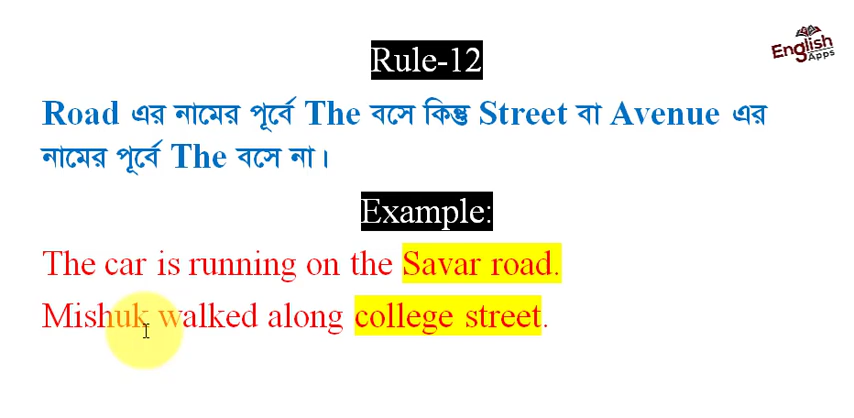 English
Apps
Rule-12
Road এর নামের পূর্বে The বসে কিন্তু Street বা Avenue এর
নামের পূর্বে The বসে না।
Example:
The car is running on the Savar road.
Mishuk walked along college street.